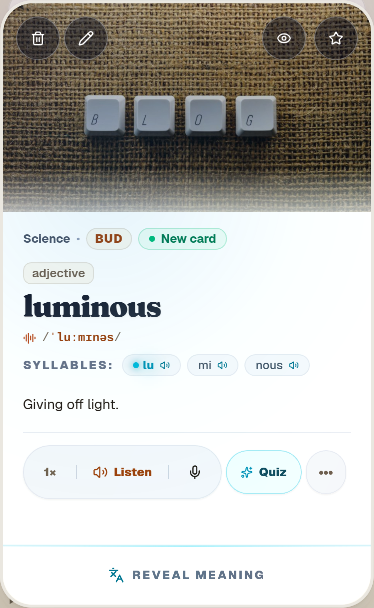 B L O G
Science · BUD New card
adjective
luminous
/ˈluːmɪnəs/
SYLLABLES: lu mi nous
Giving off light.
1× Listen Quiz •••
REVEAL MEANING